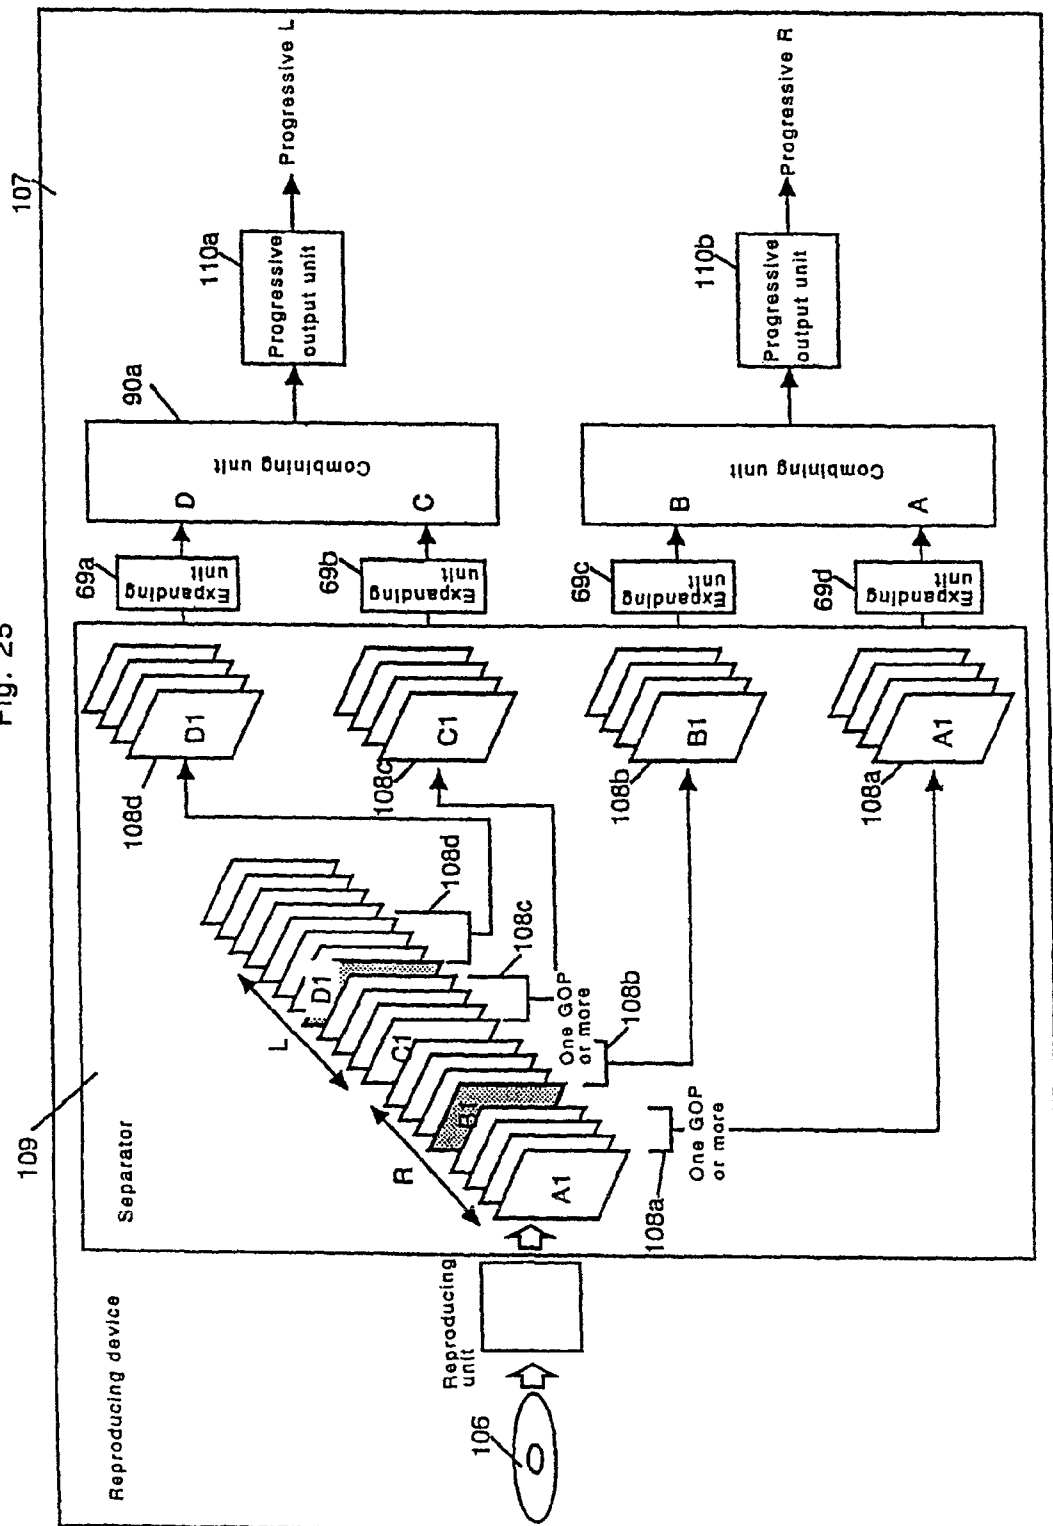 Fig. 25
107
109
Reproducing device
Separator
106
Reproducing
unit
R
L
A1
B1
C1
D1
108a
One GOP
or more
108b
One GOP
or more
108c
108d
108d
D1
108c
C1
108b
B1
108a
A1
69a
Expanding
unit
69b
Expanding
unit
69c
Expanding
unit
69d
Expanding
unit
90a
D
C
Combining unit
B
A
Combining unit
110a
Progressive
output unit
Progressive L
110b
Progressive
output unit
Progressive R